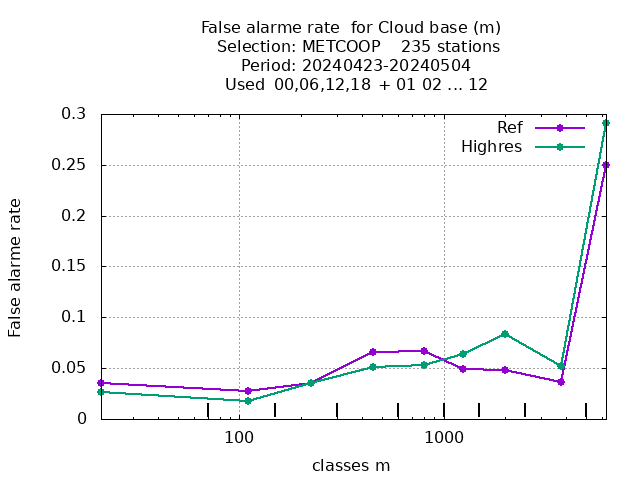 False alarme rate  for Cloud base (m)
Selection: METCOOP    235 stations
Period: 20240423-20240504
Used  00,06,12,18 + 01 02 ... 12
Ref
Highres
False alarme rate
0.3
0.25
0.2
0.15
0.1
0.05
0
100
1000
classes m